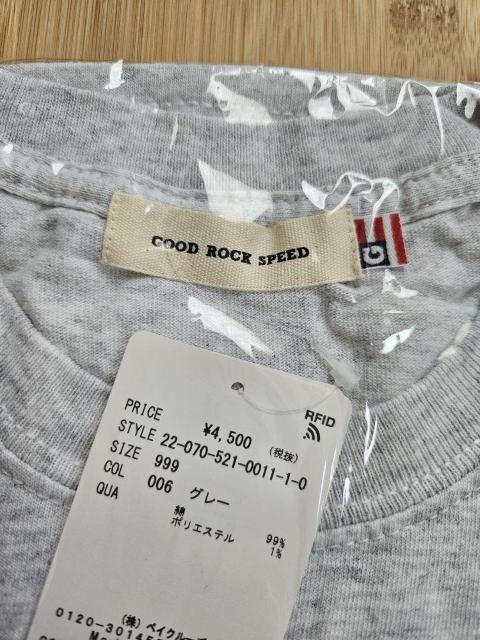 GOOD ROCK SPEED
G
RFID
PRICE ¥4,500 (税抜)
STYLE 22-070-521-0011-1-0
SIZE 999
COL 006 グレー
QUA 綿 99%
ポリエステル 1%
(株) ベイクルーズ